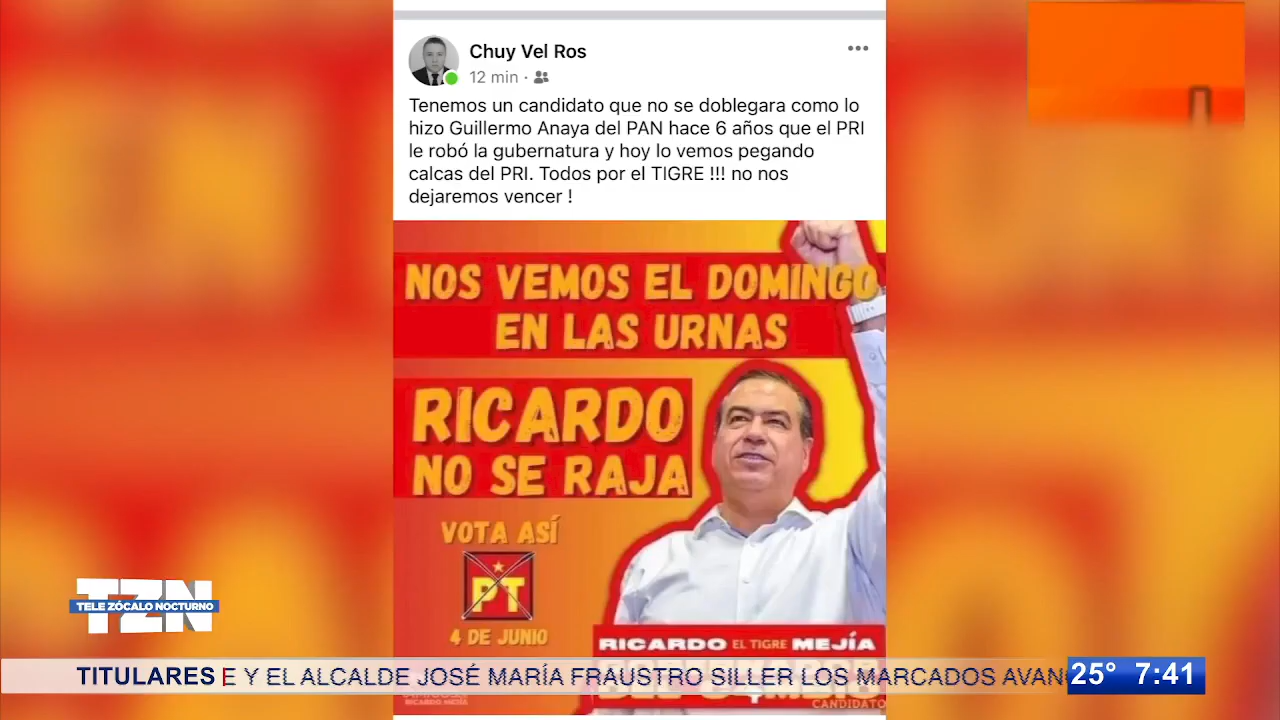 Chuy Vel Ros
12 min
Tenemos un candidato que no se doblegara como lo
hizo Guillermo Anaya del PAN hace 6 años que el PRI
le robó la gubernatura y hoy lo vemos pegando
calcas del PRI. Todos por el TIGRE !!! no nos
dejaremos vencer !
NOS VEMOS EL DOMINGO
EN LAS URNAS
RICARDO
NO SE RAJA
VOTA ASÍ
PT
4 DE JUNIO
RICARDO EL TIGRE MEJÍA
RICARDO MEJÍA
CANDIDATO
TZN
TELE ZÓCALO NOCTURNO
TITULARES E Y EL ALCALDE JOSÉ MARÍA FRAUSTRO SILLER LOS MARCADOS AVAN
25° 7:41